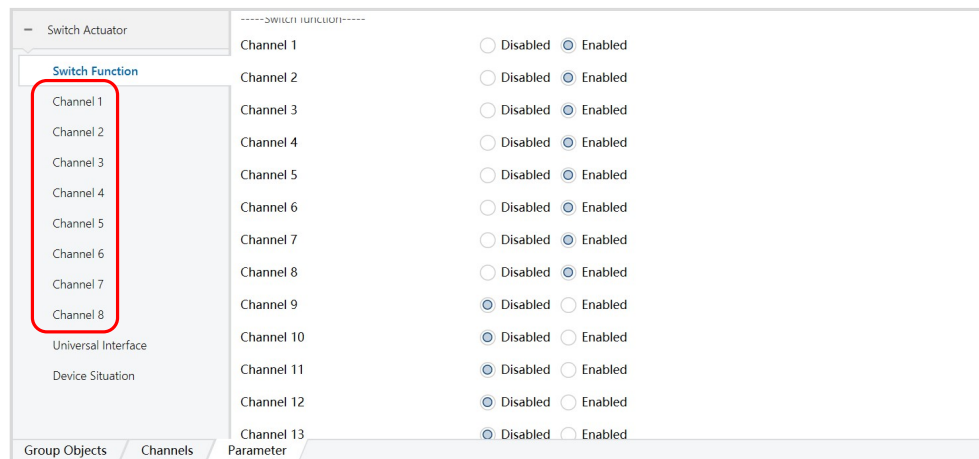 − Switch Actuator
Switch Function
Channel 1
Channel 2
Channel 3
Channel 4
Channel 5
Channel 6
Channel 7
Channel 8
Universal Interface
Device Situation
-----Switch function-----
Channel 1 Disabled Enabled
Channel 2 Disabled Enabled
Channel 3 Disabled Enabled
Channel 4 Disabled Enabled
Channel 5 Disabled Enabled
Channel 6 Disabled Enabled
Channel 7 Disabled Enabled
Channel 8 Disabled Enabled
Channel 9 Disabled Enabled
Channel 10 Disabled Enabled
Channel 11 Disabled Enabled
Channel 12 Disabled Enabled
Channel 13 Disabled Enabled
Group Objects Channels Parameter